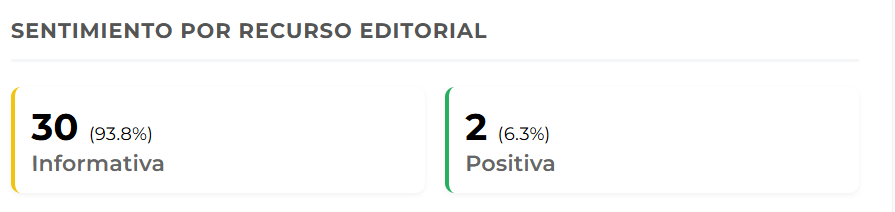 SENTIMIENTO POR RECURSO EDITORIAL
30 (93.8%)
Informativa
2 (6.3%)
Positiva